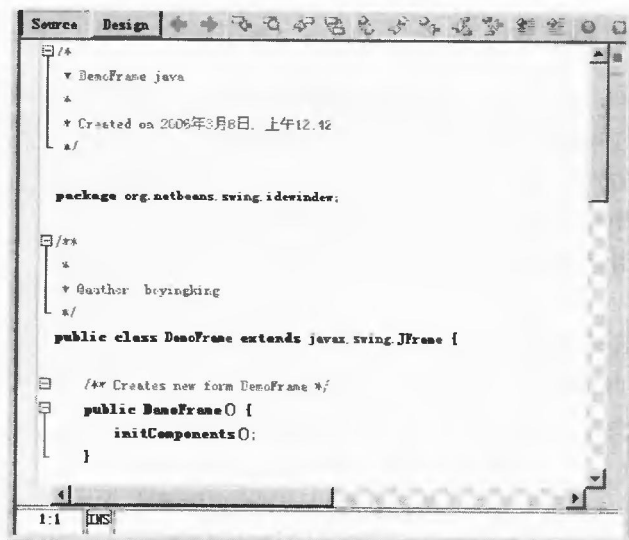 Source Design
/*
* DemoFrame java
*
* Created on 2006年3月8日, 上午12.42
*/
package org.netbeans.swing.idewindow;
/**
*
* @author boyingking
*/
public class DemoFrame extends javax.swing.JFrame {
/** Creates new form DemoFrame */
public DemoFrame() {
initComponents();
}
1:1 INS